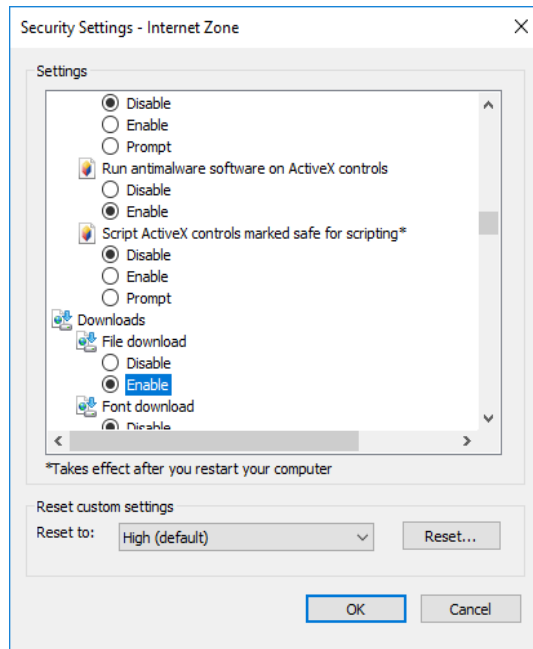 Security Settings - Internet Zone
Settings
Disable
Enable
Prompt
Run antimalware software on ActiveX controls
Disable
Enable
Script ActiveX controls marked safe for scripting*
Disable
Enable
Prompt
Downloads
File download
Disable
Enable
Font download
Disable
*Takes effect after you restart your computer
Reset custom settings
Reset to: High (default) Reset...
OK Cancel